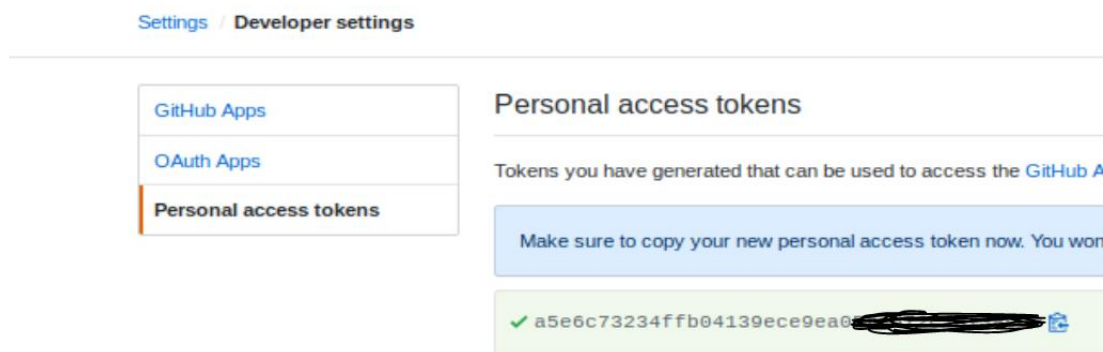 Settings / Developer settings
GitHub Apps
OAuth Apps
Personal access tokens
Personal access tokens
Tokens you have generated that can be used to access the GitHub A
Make sure to copy your new personal access token now. You won
a5e6c73234ffb04139ece9ea0